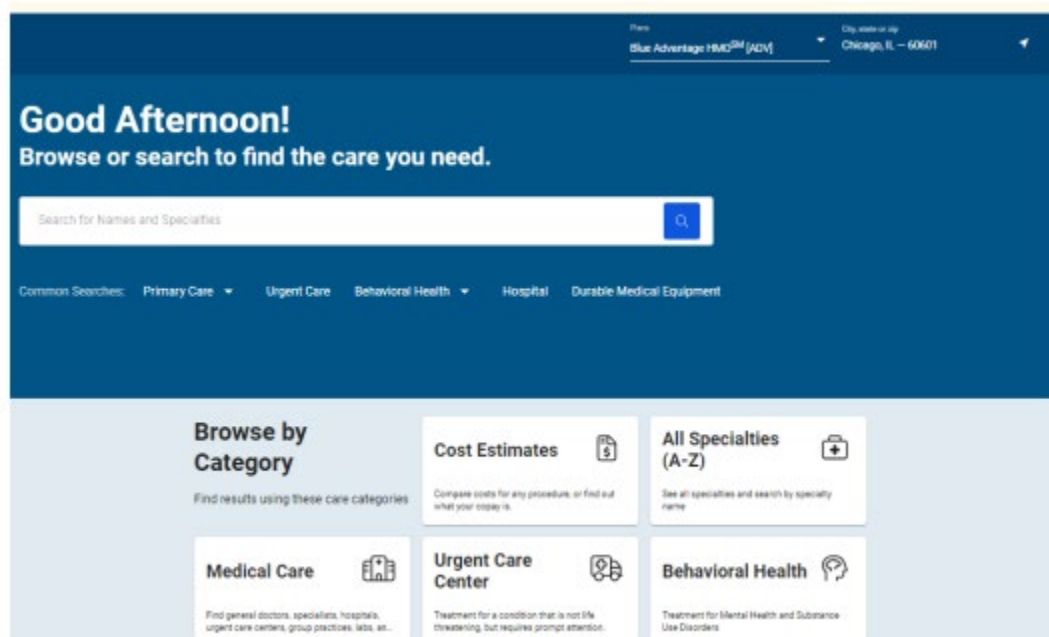 Plans
Blue Advantage HMO℠ [ADV]
City, state or zip
Chicago, IL – 60601
Good Afternoon!
Browse or search to find the care you need.
Search for Names and Specialties
Common Searches: Primary Care Urgent Care Behavioral Health Hospital Durable Medical Equipment
Browse by
Category
Find results using these care categories
Cost Estimates
Compare costs for any procedure, or find out
what your copay is.
All Specialties
(A-Z)
See all specialties and search by specialty
name
Medical Care
Find general doctors, specialists, hospitals,
urgent care centers, group practices, labs, an...
Urgent Care
Center
Treatment for a condition that is not life
threatening, but requires prompt attention.
Behavioral Health
Treatment for Mental Health and Substance
Use Disorders